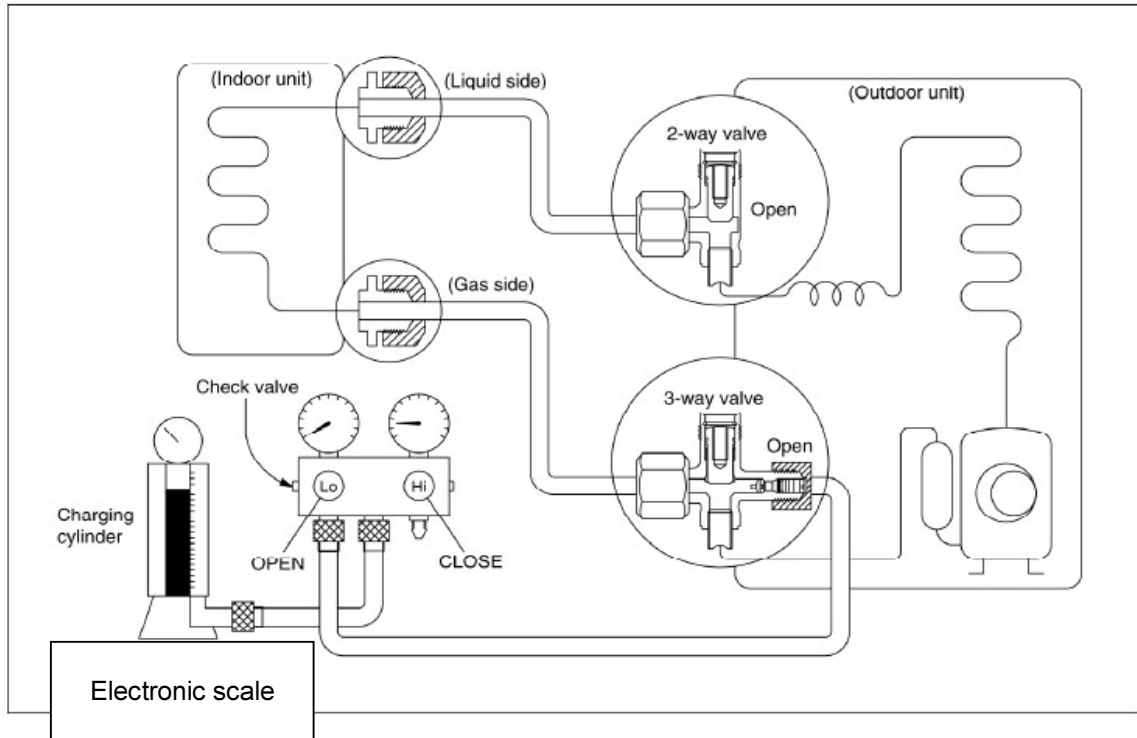 (Indoor unit)
(Liquid side)
(Outdoor unit)
2-way valve
Open
(Gas side)
Check valve
3-way valve
Open
Lo
Hi
Charging
cylinder
OPEN
CLOSE
Electronic scale